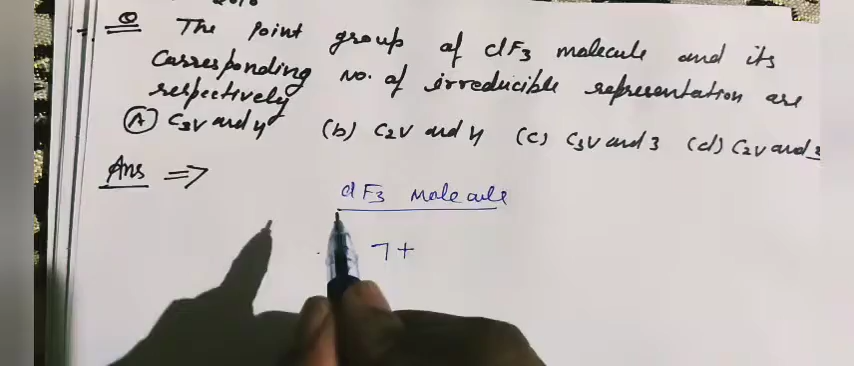 Q The Point group of ClF3 molecule and its
Corresponding No. of irreducible representation are
respectively
(A) C3V and 4 (b) C2V and 4 (c) C3V and 3 (d) C2V and 3
Ans =>
ClF3 Molecule
7+